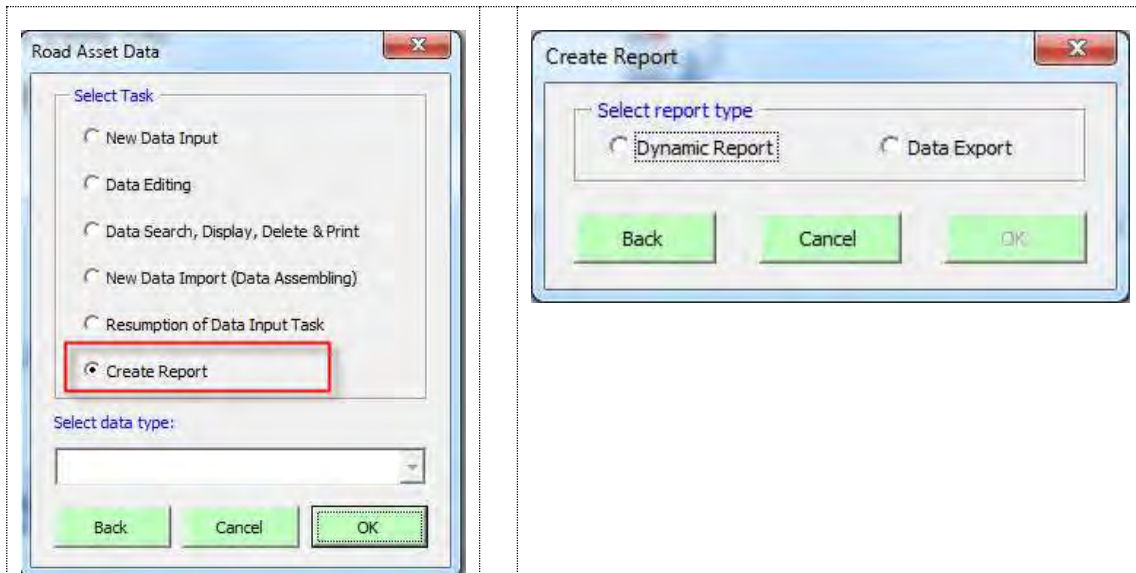 Road Asset Data
Select Task
New Data Input
Data Editing
Data Search, Display, Delete & Print
New Data Import (Data Assembling)
Resumption of Data Input Task
Create Report
Select data type:
Back Cancel OK
Create Report
Select report type
Dynamic Report Data Export
Back Cancel OK